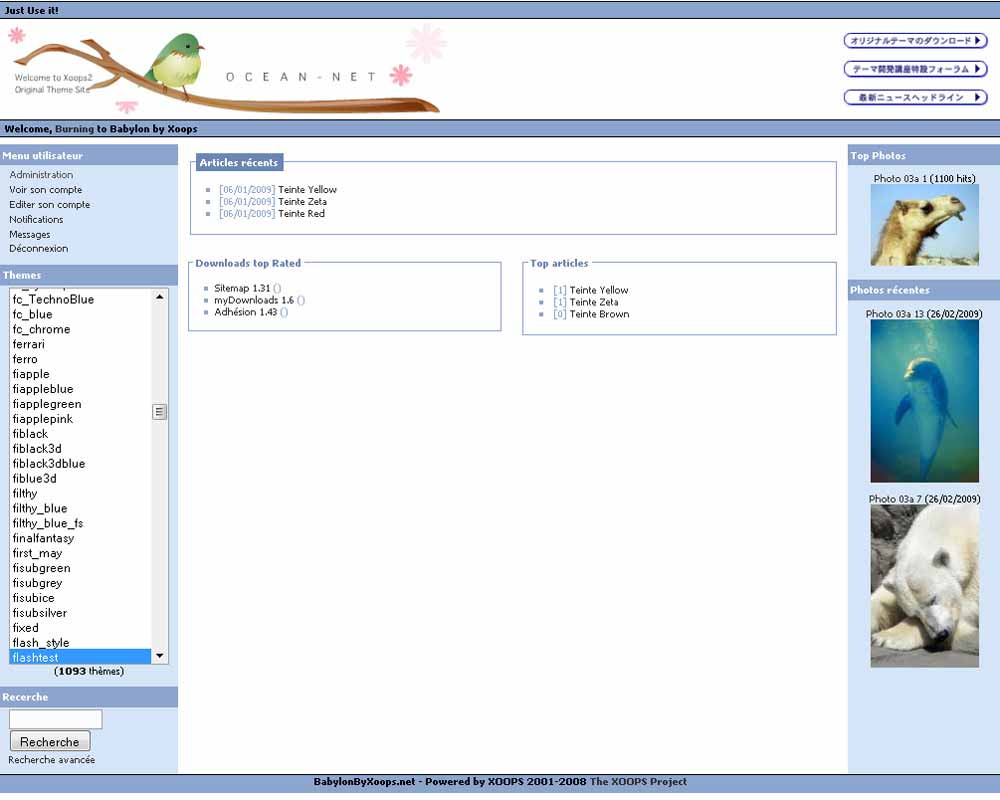 Just Use it!
Welcome to Xoops2
Original Theme Site
OCEAN-NET
オリジナルテーマのダウンロード
テーマ開発講座特設フォーラム
最新ニュースヘッドライン
Welcome, Burning to Babylon by Xoops
Menu utilisateur
Administration
Voir son compte
Editer son compte
Notifications
Messages
Déconnexion
Themes
fc_TechnoBlue
fc_blue
fc_chrome
ferrari
ferro
fiapple
fiappleblue
fiapplegreen
fiapplepink
fiblack
fiblack3d
fiblack3dblue
fiblue3d
filthy
filthy_blue
filthy_blue_fs
finalfantasy
first_may
fisubgreen
fisubgrey
fisubice
fisubsilver
fixed
flash_style
flashtest
(1093 thèmes)
Recerche
Recherche
Recherche avancée
Articles récents
[06/01/2009] Teinte Yellow
[06/01/2009] Teinte Zeta
[06/01/2009] Teinte Red
Downloads top Rated
Sitemap 1.31 ()
myDownloads 1.6 ()
Adhésion 1.43 ()
Top articles
[1] Teinte Yellow
[1] Teinte Zeta
[0] Teinte Brown
Top Photos
Photo 03a 1 (1100 hits)
Photos récentes
Photo 03a 13 (26/02/2009)
Photo 03a 7 (26/02/2009)
BabylonByXoops.net - Powered by XOOPS 2001-2008 The XOOPS Project